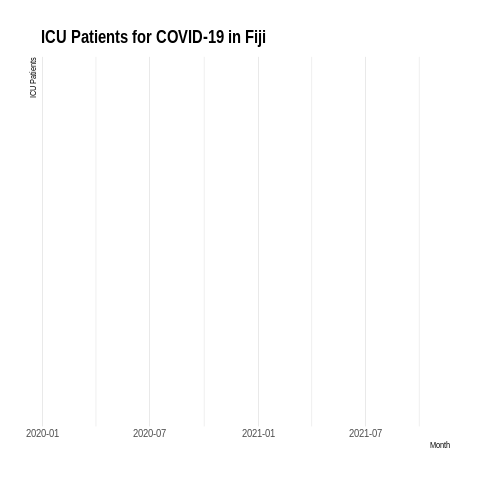 ICU Patients for COVID-19 in Fiji
ICU Patients
2020-01
2020-07
2021-01
2021-07
Month